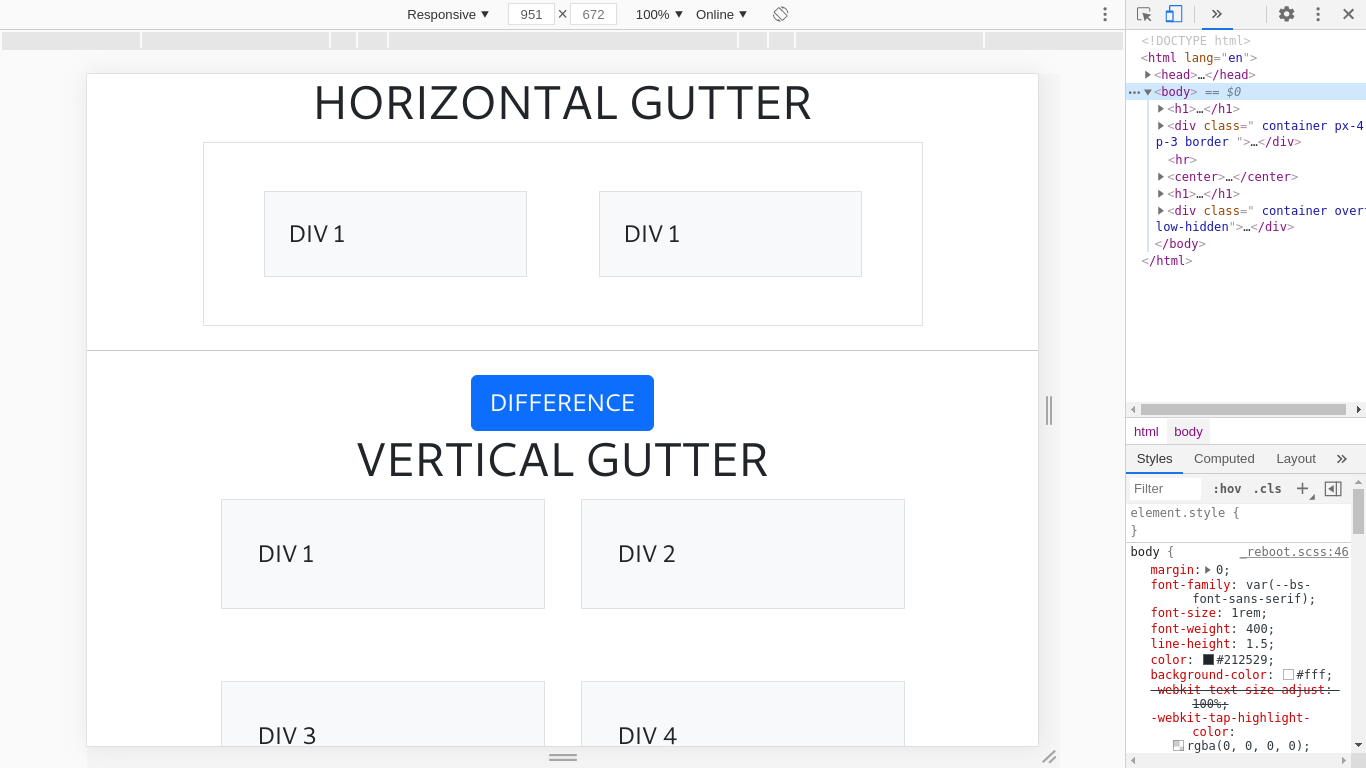 Responsive ▼ 951 × 672 100% ▼ Online ▼
HORIZONTAL GUTTER
DIV 1 DIV 1
DIFFERENCE
VERTICAL GUTTER
DIV 1 DIV 2
DIV 3 DIV 4
<!DOCTYPE html>
<html lang="en">
▶<head>…</head>
…▼<body> == $0
▶<h1>…</h1>
▶<div class=" container px-4
p-3 border ">…</div>
<hr>
▶<center>…</center>
▶<h1>…</h1>
▶<div class=" container over
low-hidden">…</div>
</body>
</html>
html body
Styles Computed Layout »
Filter :hov .cls +
element.style {
}
body { _reboot.scss:46
margin:▶ 0;
font-family: var(--bs-
font-sans-serif);
font-size: 1rem;
font-weight: 400;
line-height: 1.5;
color: #212529;
background-color: #fff;
-webkit-text-size-adjust:
100%;
-webkit-tap-highlight-
color:
rgba(0, 0, 0, 0);